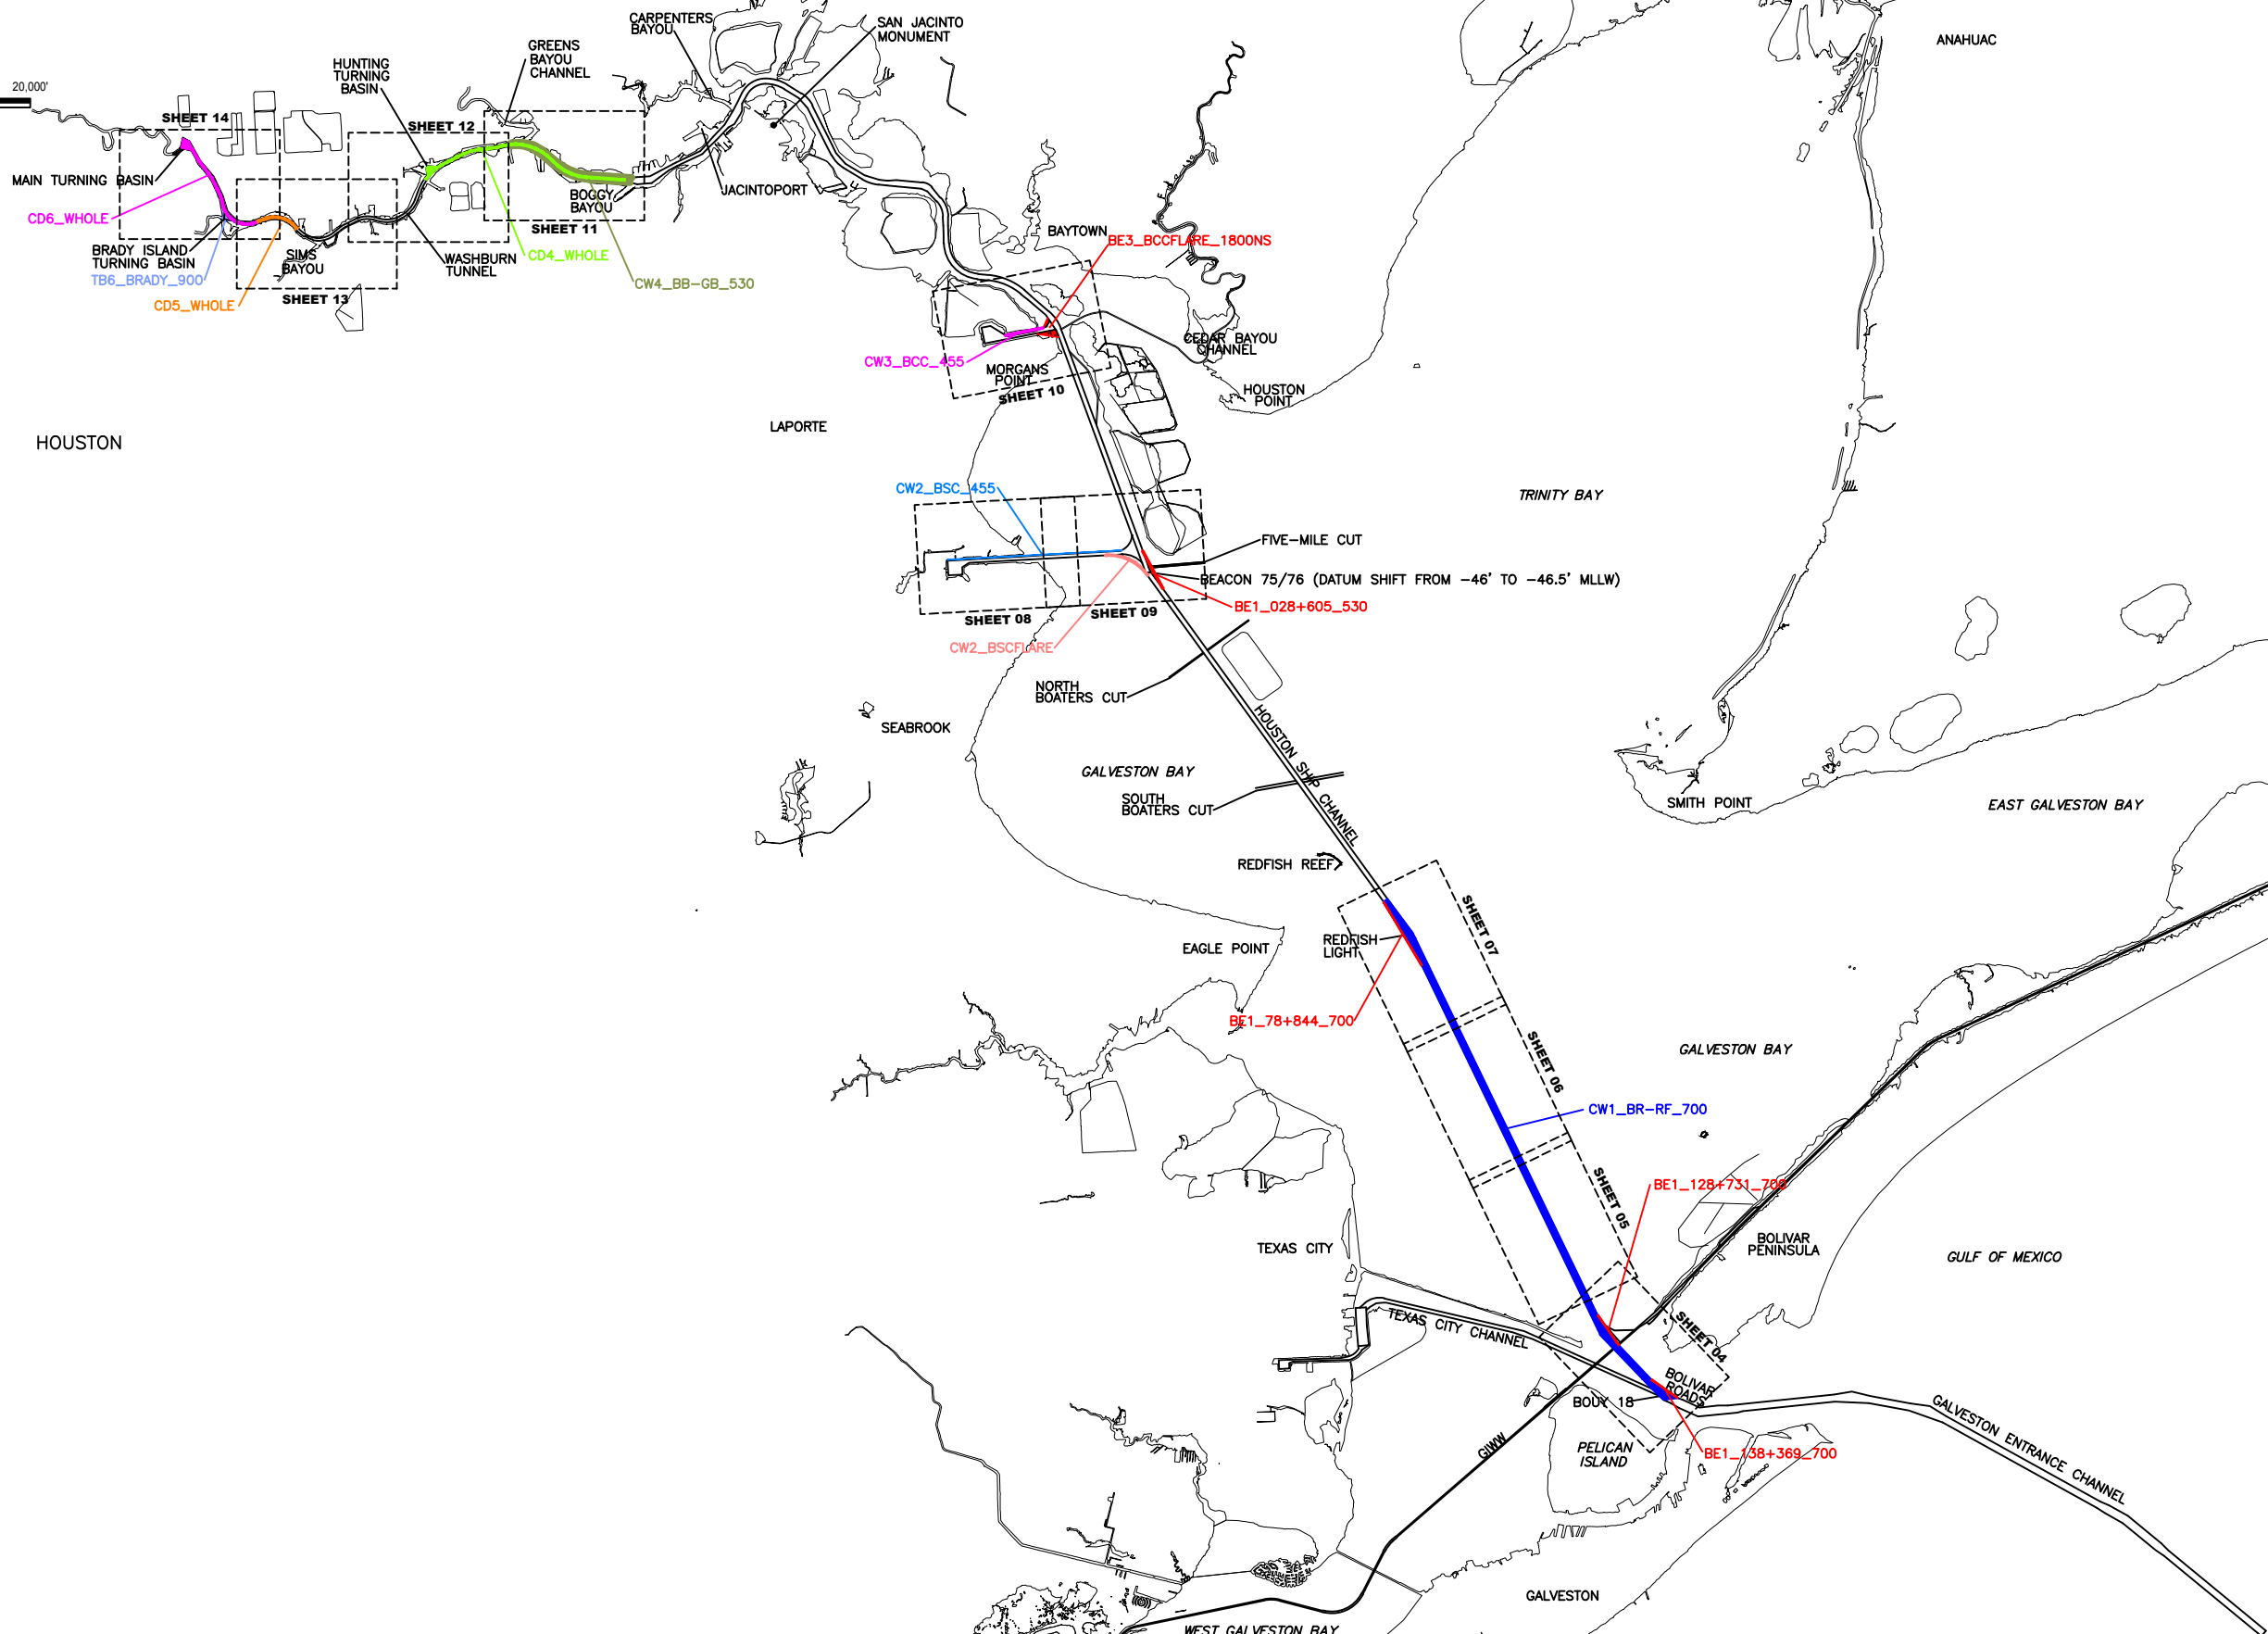 20,000'
HOUSTON
SHEET 14
MAIN TURNING BASIN
CD6_WHOLE
BRADY ISLAND
TURNING BASIN
TB6_BRADY_900
CD5_WHOLE
SIMS
BAYOU
SHEET 13
HUNTING
TURNING
BASIN
SHEET 12
WASHBURN
TUNNEL
GREENS
BAYOU
CHANNEL
CD4_WHOLE
SHEET 11
BOGGY
BAYOU
CW4_BB-GB_530
CARPENTERS
BAYOU
SAN JACINTO
MONUMENT
JACINTOPORT
ANAHUAC
BAYTOWN
BE3_BCCFLARE_1800NS
CW3_BCC_455
MORGANS
POINT
SHEET 10
CEDAR BAYOU
CHANNEL
HOUSTON
POINT
LAPORTE
CW2_BSC_455
TRINITY BAY
FIVE-MILE CUT
BEACON 75/76 (DATUM SHIFT FROM -46' TO -46.5' MLLW)
BE1_028+605_530
SHEET 08
SHEET 09
CW2_BSCFLARE
NORTH
BOATERS CUT
SEABROOK
HOUSTON SHIP CHANNEL
GALVESTON BAY
SOUTH
BOATERS CUT
SMITH POINT
EAST GALVESTON BAY
REDFISH REEF
SHEET 07
EAGLE POINT
REDFISH
LIGHT
BE1_78+844_700
GALVESTON BAY
SHEET 06
CW1_BR-RF_700
SHEET 05
BE1_128+731_700
TEXAS CITY
BOLIVAR
PENINSULA
GULF OF MEXICO
TEXAS CITY CHANNEL
SHEET 04
BOLIVAR
ROADS
BOUY 18
GALVESTON ENTRANCE CHANNEL
GIWW
PELICAN
ISLAND
BE1_138+369_700
GALVESTON
WEST GALVESTON BAY